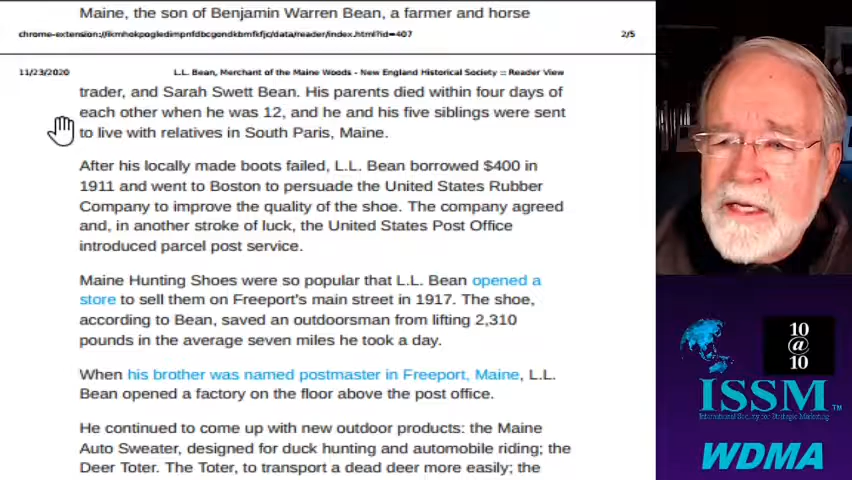 Maine, the son of Benjamin Warren Bean, a farmer and horse
chrome-extension://ikmhokpogledimpnfdbcgondkbmfkfjc/data/reader/index.html?id=407 2/5
11/23/2020 L.L. Bean, Merchant of the Maine Woods - New England Historical Society :: Reader View
trader, and Sarah Swett Bean. His parents died within four days of
each other when he was 12, and he and his five siblings were sent
to live with relatives in South Paris, Maine.
After his locally made boots failed, L.L. Bean borrowed $400 in
1911 and went to Boston to persuade the United States Rubber
Company to improve the quality of the shoe. The company agreed
and, in another stroke of luck, the United States Post Office
introduced parcel post service.
Maine Hunting Shoes were so popular that L.L. Bean opened a
store to sell them on Freeport's main street in 1917. The shoe,
according to Bean, saved an outdoorsman from lifting 2,310
pounds in the average seven miles he took a day.
When his brother was named postmaster in Freeport, Maine, L.L.
Bean opened a factory on the floor above the post office.
He continued to come up with new outdoor products: the Maine
Auto Sweater, designed for duck hunting and automobile riding; the
Deer Toter. The Toter, to transport a dead deer more easily; the
10
@
10
ISSM™
International Society for Strategic Marketing
WDMA